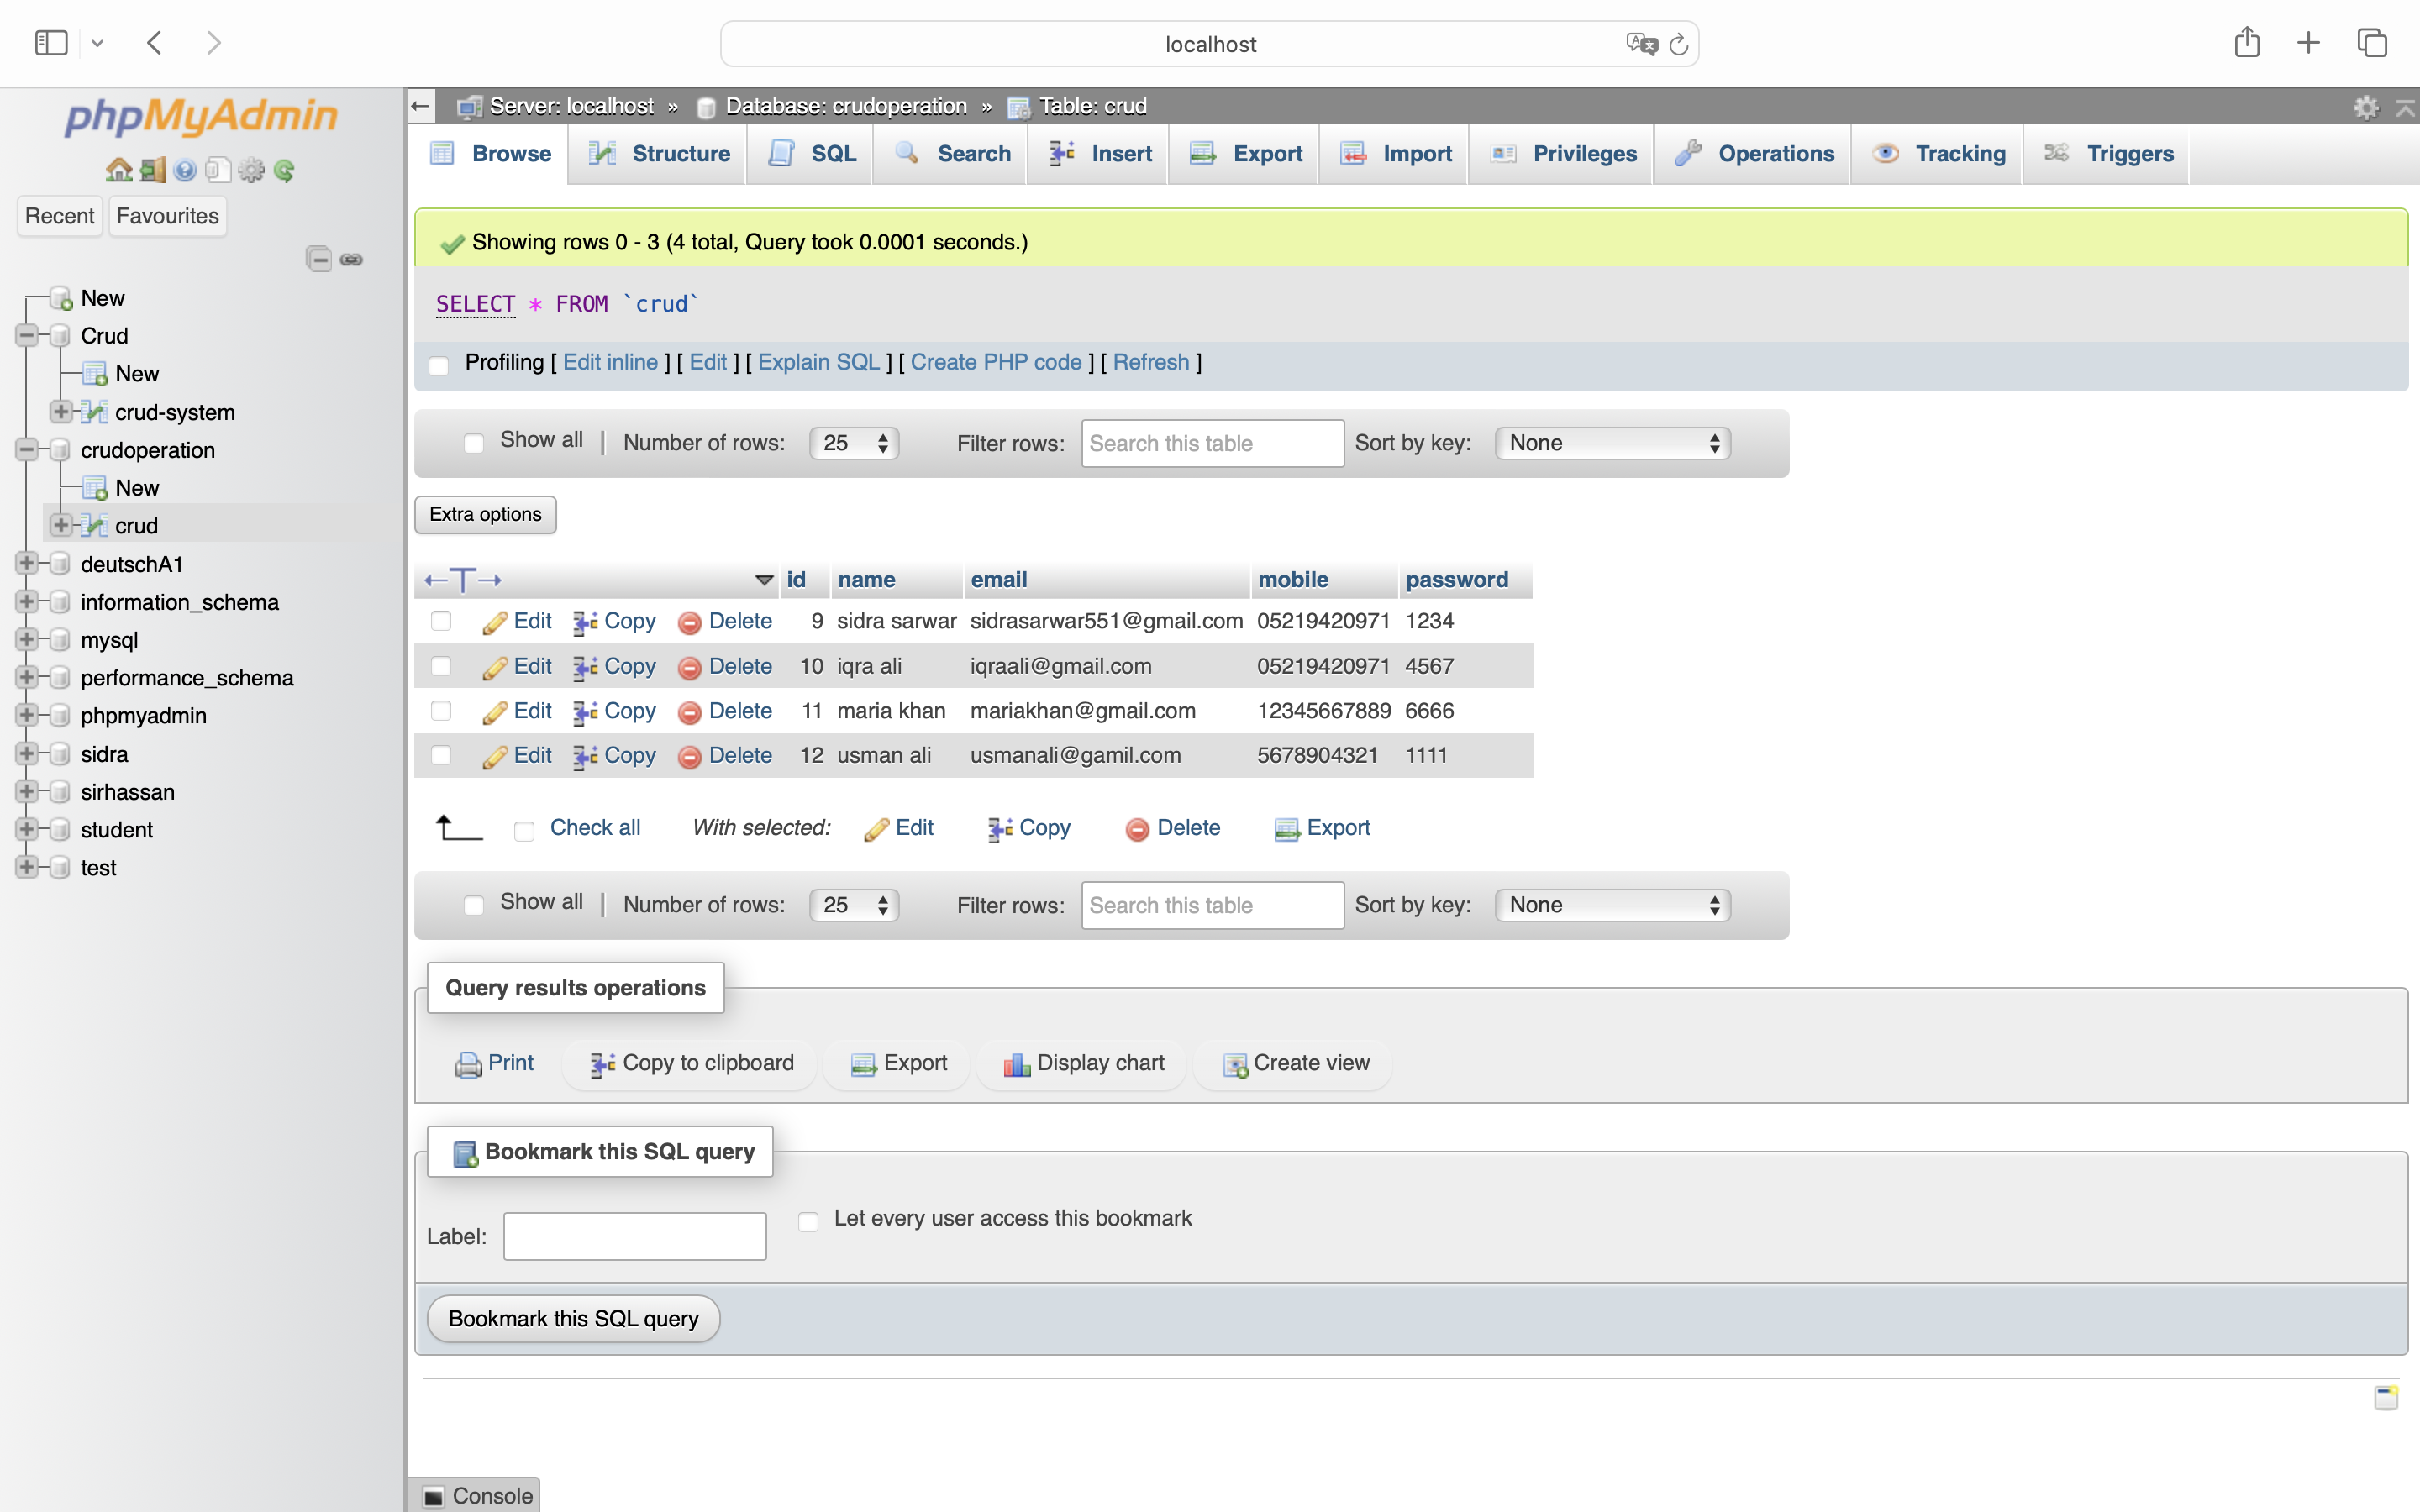 localhost
phpMyAdmin
Recent Favourites
New
Crud
New
crud-system
crudoperation
New
crud
deutschA1
information_schema
mysql
performance_schema
phpmyadmin
sidra
sirhassan
student
test
Server: localhost » Database: crudoperation » Table: crud
Browse Structure SQL Search Insert Export Import Privileges Operations Tracking Triggers
Showing rows 0 - 3 (4 total, Query took 0.0001 seconds.)
SELECT * FROM `crud`
Profiling [ Edit inline ] [ Edit ] [ Explain SQL ] [ Create PHP code ] [ Refresh ]
Show all | Number of rows: 25 Filter rows: Search this table Sort by key: None
Extra options
←T→ id name email mobile password
Edit Copy Delete 9 sidra sarwar sidrasarwar551@gmail.com 05219420971 1234
Edit Copy Delete 10 iqra ali iqraali@gmail.com 05219420971 4567
Edit Copy Delete 11 maria khan mariakhan@gmail.com 12345667889 6666
Edit Copy Delete 12 usman ali usmanali@gamil.com 5678904321 1111
Check all With selected: Edit Copy Delete Export
Show all | Number of rows: 25 Filter rows: Search this table Sort by key: None
Query results operations
Print Copy to clipboard Export Display chart Create view
Bookmark this SQL query
Label: Let every user access this bookmark
Bookmark this SQL query
Console